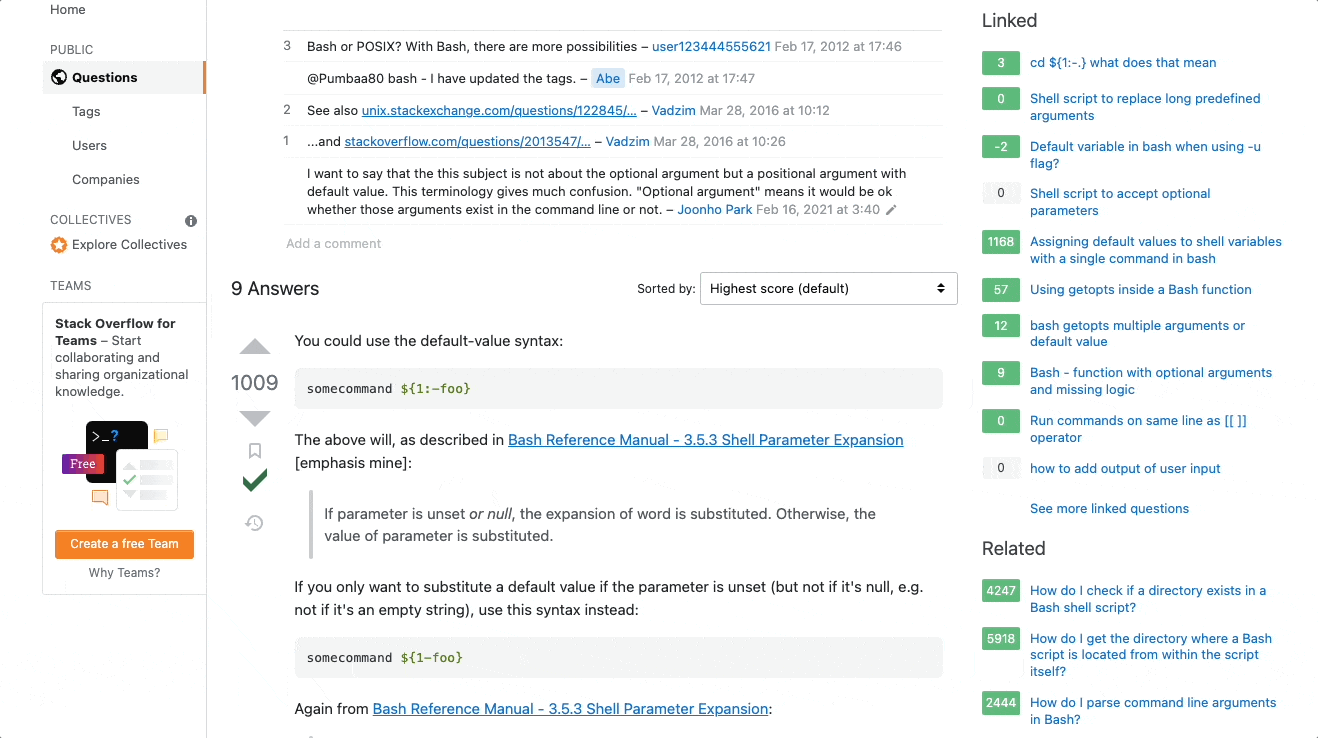 Home
PUBLIC
Questions
Tags
Users
Companies
COLLECTIVES
Explore Collectives
TEAMS
Stack Overflow for
Teams – Start
collaborating and
sharing organizational
knowledge.
>_?
Free
Create a free Team
Why Teams?
3 Bash or POSIX? With Bash, there are more possibilities – user123444555621 Feb 17, 2012 at 17:46
@Pumbaa80 bash - I have updated the tags. – Abe Feb 17, 2012 at 17:47
2 See also unix.stackexchange.com/questions/122845/... – Vadzim Mar 28, 2016 at 10:12
1 ...and stackoverflow.com/questions/2013547/... – Vadzim Mar 28, 2016 at 10:26
I want to say that the this subject is not about the optional argument but a positional argument with
default value. This terminology gives much confusion. "Optional argument" means it would be ok
whether those arguments exist in the command line or not. – Joonho Park Feb 16, 2021 at 3:40
Add a comment
9 Answers
Sorted by: Highest score (default)
1009
You could use the default-value syntax:
somecommand ${1:-foo}
The above will, as described in Bash Reference Manual - 3.5.3 Shell Parameter Expansion
[emphasis mine]:
If parameter is unset or null, the expansion of word is substituted. Otherwise, the
value of parameter is substituted.
If you only want to substitute a default value if the parameter is unset (but not if it's null, e.g.
not if it's an empty string), use this syntax instead:
somecommand ${1-foo}
Again from Bash Reference Manual - 3.5.3 Shell Parameter Expansion:
Linked
3 cd ${1:-.} what does that mean
0 Shell script to replace long predefined
arguments
-2 Default variable in bash when using -u
flag?
0 Shell script to accept optional
parameters
1168 Assigning default values to shell variables
with a single command in bash
57 Using getopts inside a Bash function
12 bash getopts multiple arguments or
default value
9 Bash - function with optional arguments
and missing logic
0 Run commands on same line as [[ ]]
operator
0 how to add output of user input
See more linked questions
Related
4247 How do I check if a directory exists in a
Bash shell script?
5918 How do I get the directory where a Bash
script is located from within the script
itself?
2444 How do I parse command line arguments
in Bash?